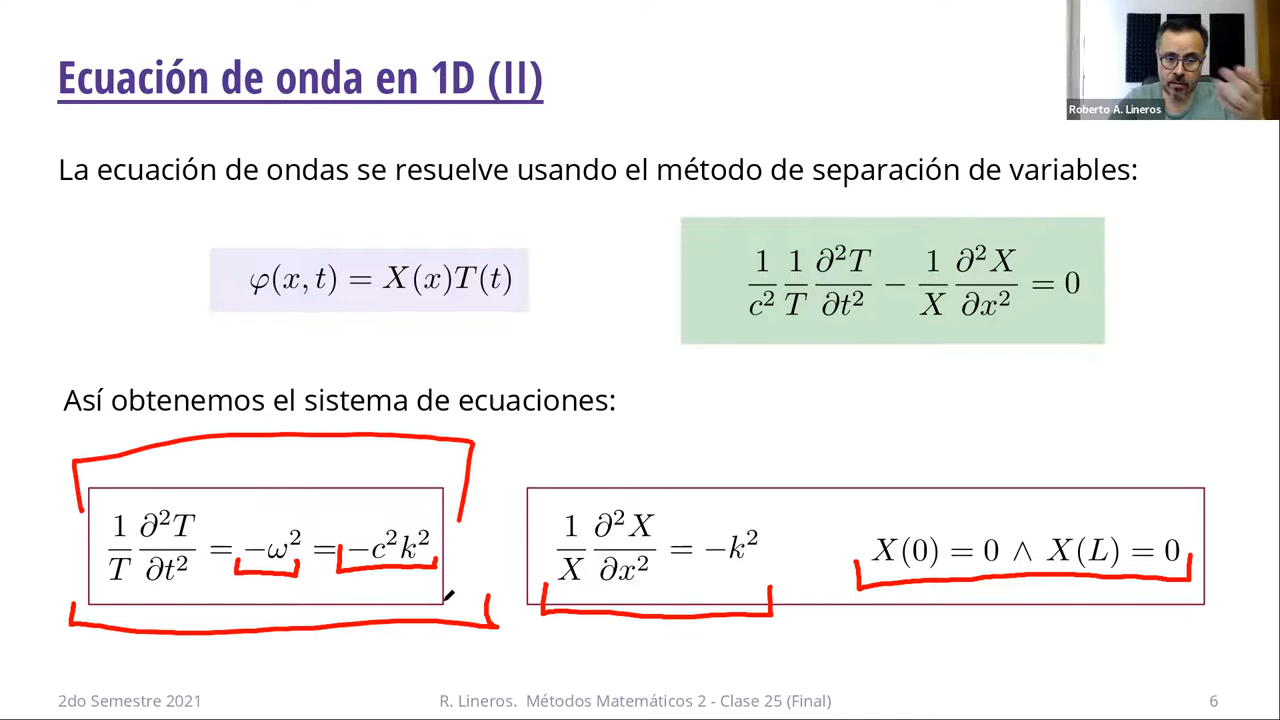 Ecuación de onda en 1D (II)
Roberto A. Lineros
La ecuación de ondas se resuelve usando el método de separación de variables:
φ(x, t) = X(x)T(t)
1/c² 1/T ∂²T/∂t² − 1/X ∂²X/∂x² = 0
Así obtenemos el sistema de ecuaciones:
1/T ∂²T/∂t² = −ω² = −c²k²
1/X ∂²X/∂x² = −k² X(0) = 0 ∧ X(L) = 0
2do Semestre 2021 R. Lineros. Métodos Matemáticos 2 - Clase 25 (Final) 6